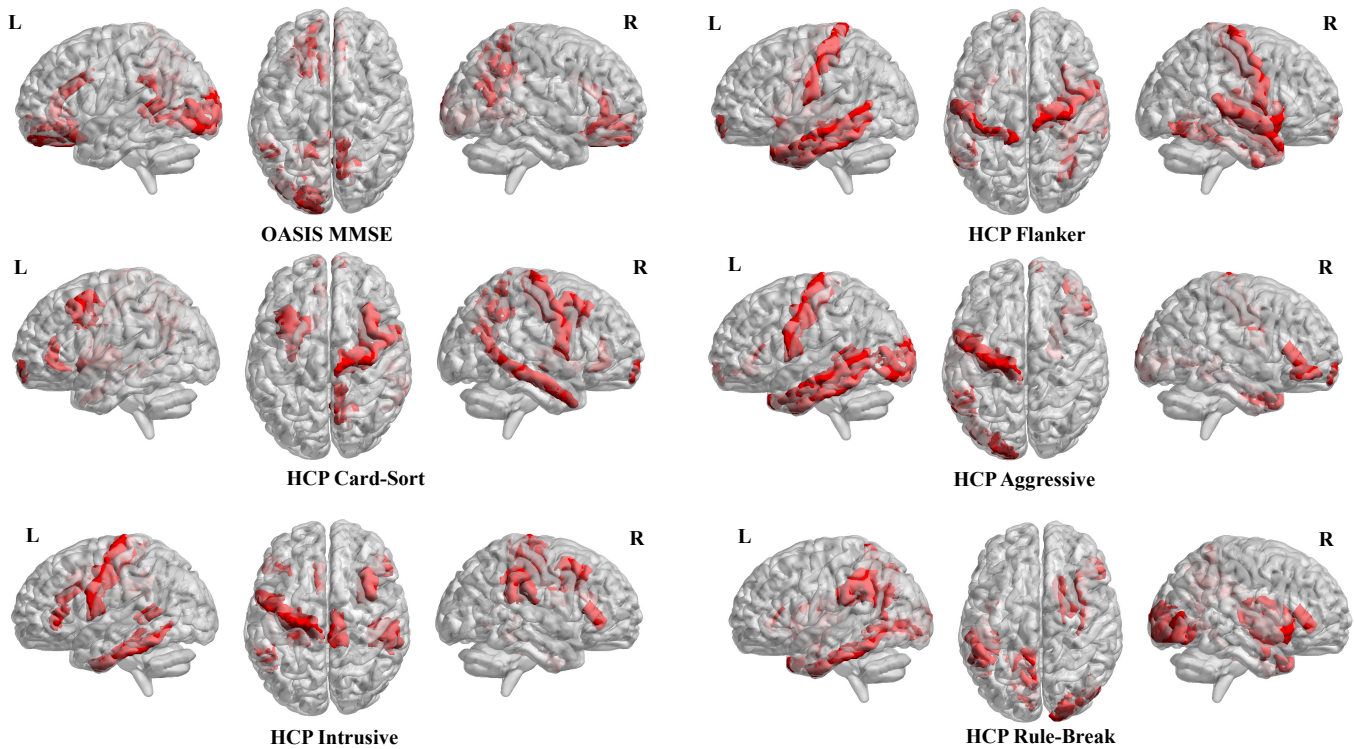 L
R
OASIS MMSE
L
R
HCP Flanker
L
R
HCP Card-Sort
L
R
HCP Aggressive
L
R
HCP Intrusive
L
R
HCP Rule-Break